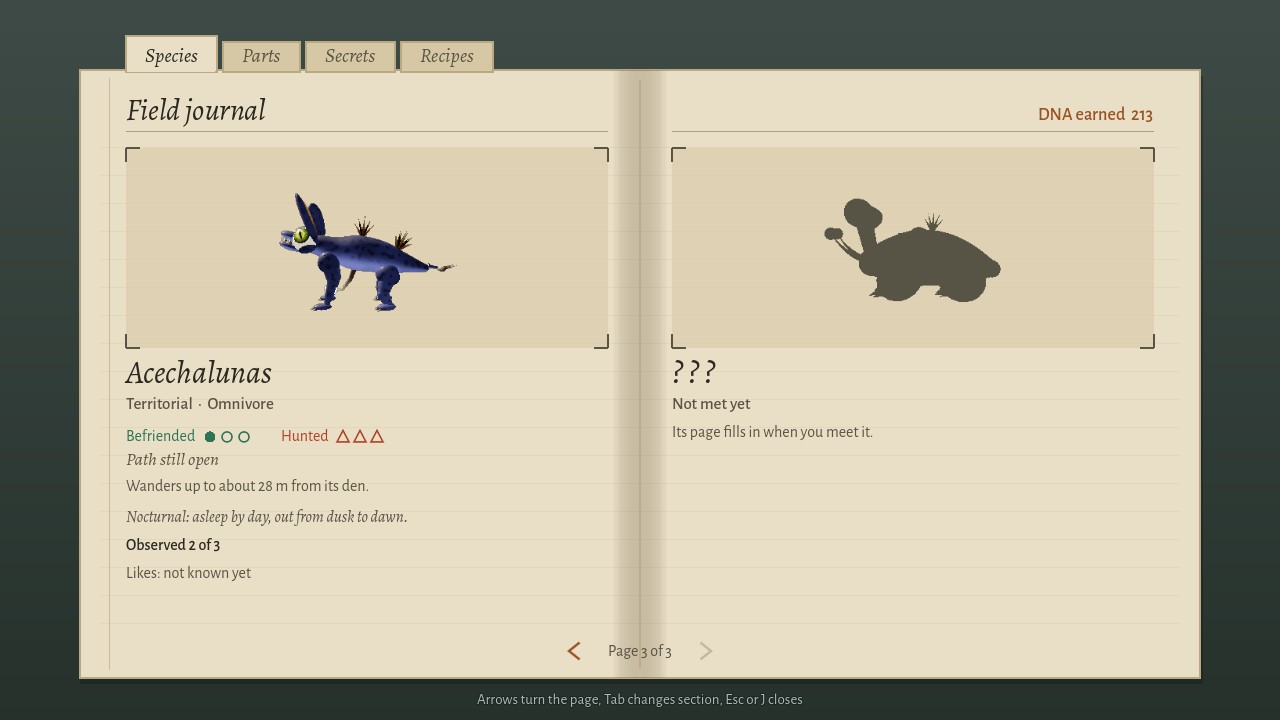 Species
Parts
Secrets
Recipes
Field journal
DNA earned 213
Acechalunas
Territorial · Omnivore
Befriended
Hunted
Path still open
Wanders up to about 28 m from its den.
Nocturnal: asleep by day, out from dusk to dawn.
Observed 2 of 3
Likes: not known yet
? ? ?
Not met yet
Its page fills in when you meet it.
Page 3 of 3
Arrows turn the page, Tab changes section, Esc or J closes